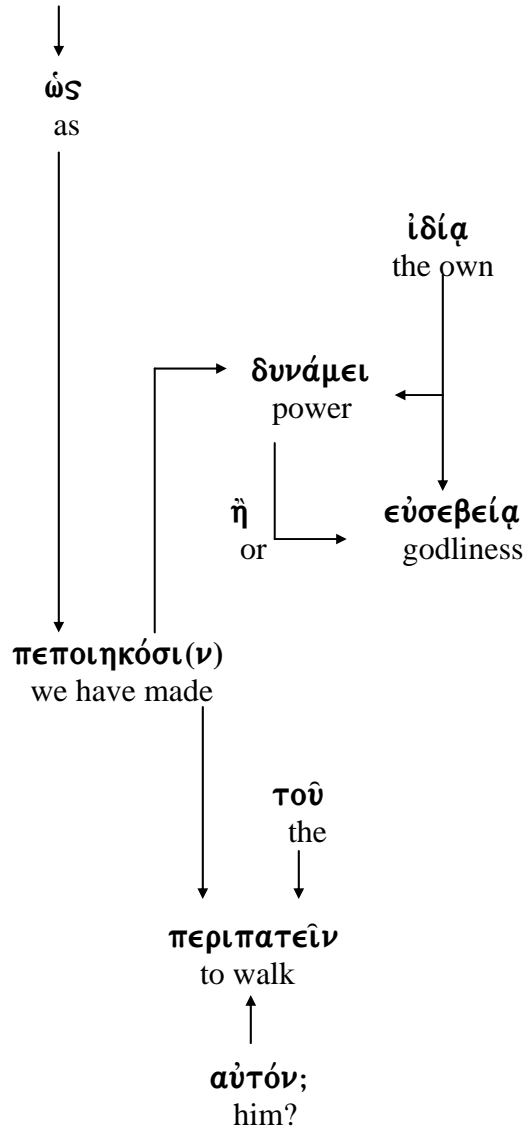 ὡς
as
ἰδίᾳ
the own
δυνάμει
power
ἢ
or
εὐσεβείᾳ
godliness
πεποιηκόσι(ν)
we have made
τοῦ
the
περιπατεῖν
to walk
αὐτόν;
him?